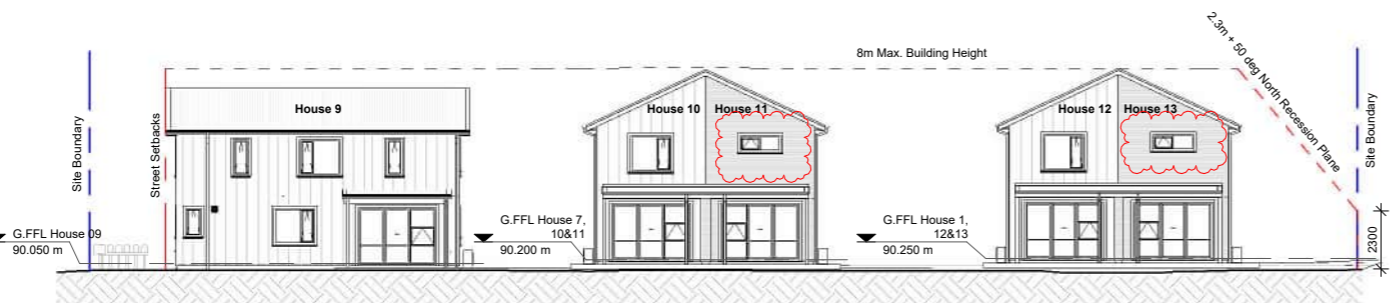 2.3m + 50 deg North Recession Plane
8m Max. Building Height
Site Boundary
Street Setbacks
House 9
House 10
House 11
House 12
House 13
Site Boundary
G.FFL House 09
90.050 m
G.FFL House 7,
10&11
90.200 m
G.FFL House 1,
12&13
90.250 m
2300